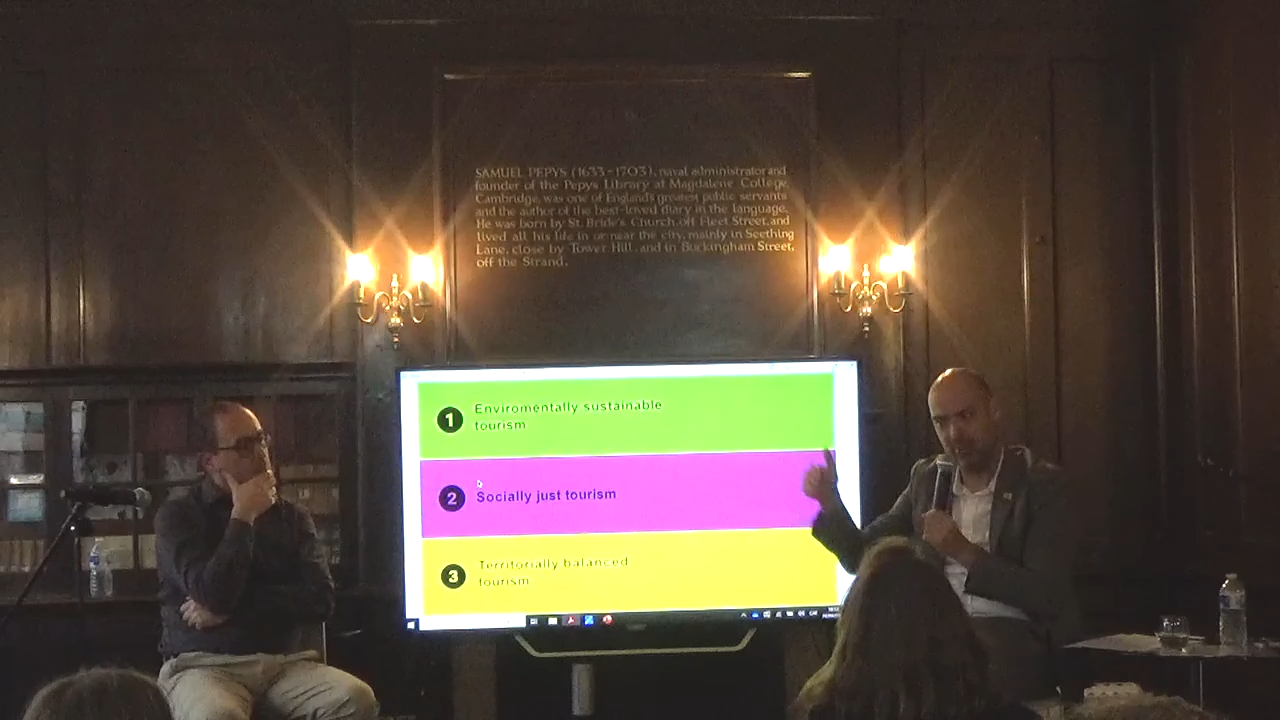 SAMUEL PEPYS (1633-1703), naval administrator and
founder of the Pepys Library at Magdalene College,
Cambridge, was one of England's greatest public servants
and the author of the best-loved diary in the language.
He was born by St. Bride's Church, off Fleet Street, and
lived all his life in or near the city, mainly in Seething
Lane, close by Tower Hill, and in Buckingham Street,
off the Strand.
1 Enviromentally sustainable
tourism
2 Socially just tourism
3 Territorially balanced
tourism